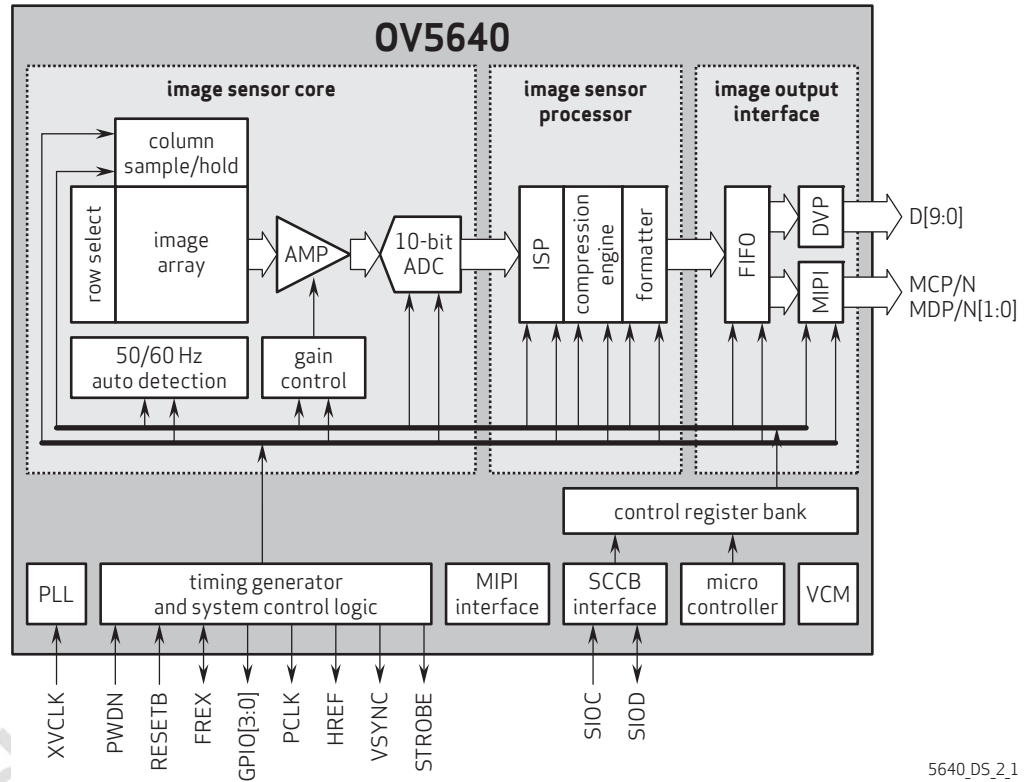 OV5640
image sensor core
image sensor
processor
image output
interface
column
sample/hold
row select
image
array
AMP
10-bit
ADC
ISP
compression
engine
formatter
FIFO
DVP
MIPI
D[9:0]
MCP/N
MDP/N[1:0]
50/60 Hz
auto detection
gain
control
control register bank
PLL
timing generator
and system control logic
MIPI
interface
SCCB
interface
micro
controller
VCM
XVCLK
PWDN
RESETB
FREX
GPIO[3:0]
PCLK
HREF
VSYNC
STROBE
SIOC
SIOD
5640_DS_2_1